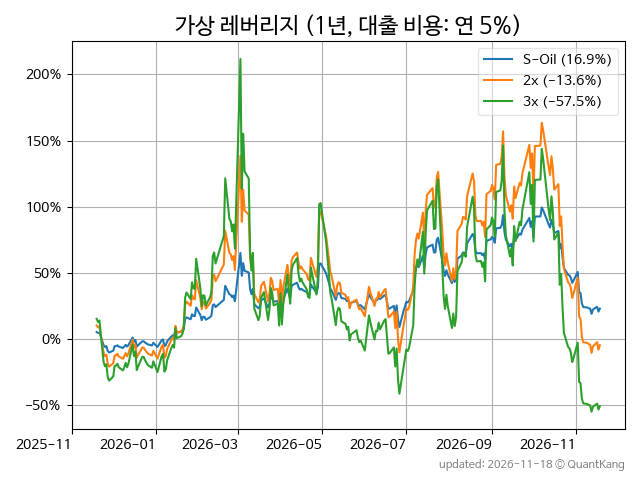 가상 레버리지 (1년, 대출 비용: 연 5%)
S-Oil (16.9%)
2x (−13.6%)
3x (−57.5%)
200%
150%
100%
50%
0%
−50%
2025-11
2026-01
2026-03
2026-05
2026-07
2026-09
2026-11
updated: 2026-11-18 © QuantKang